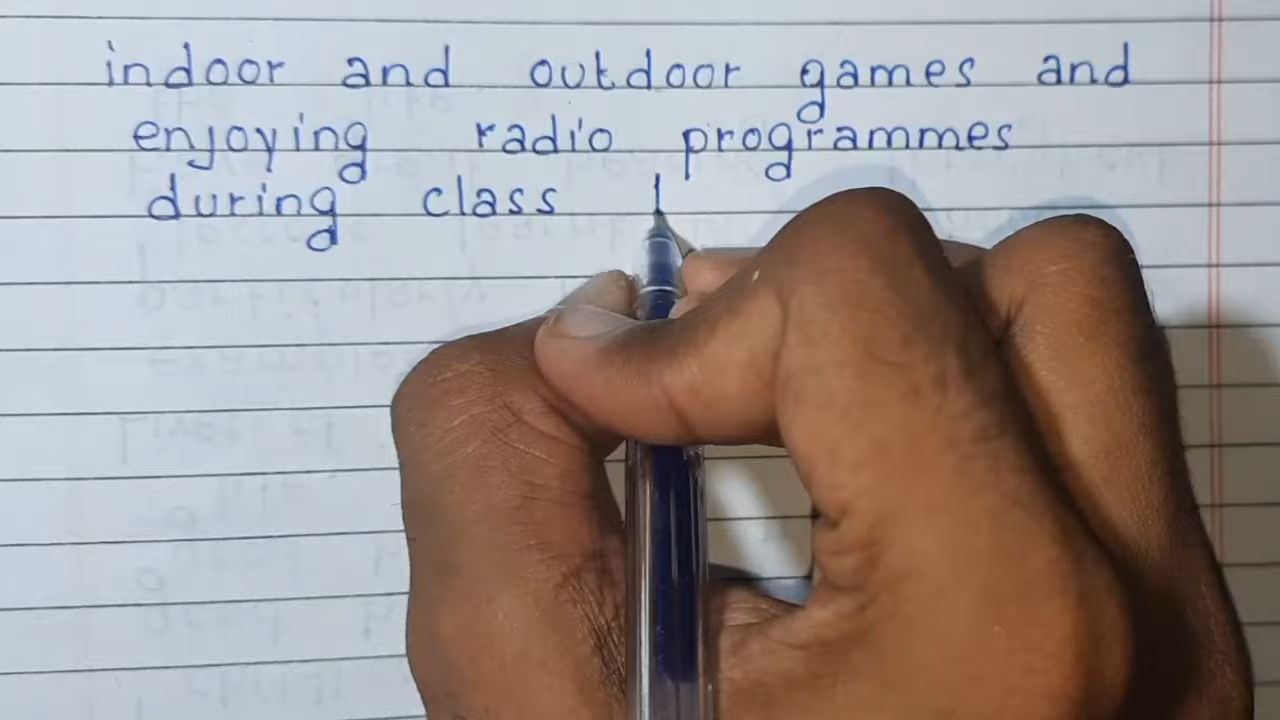 indoor and outdoor games and
enjoying radio programmes
during class